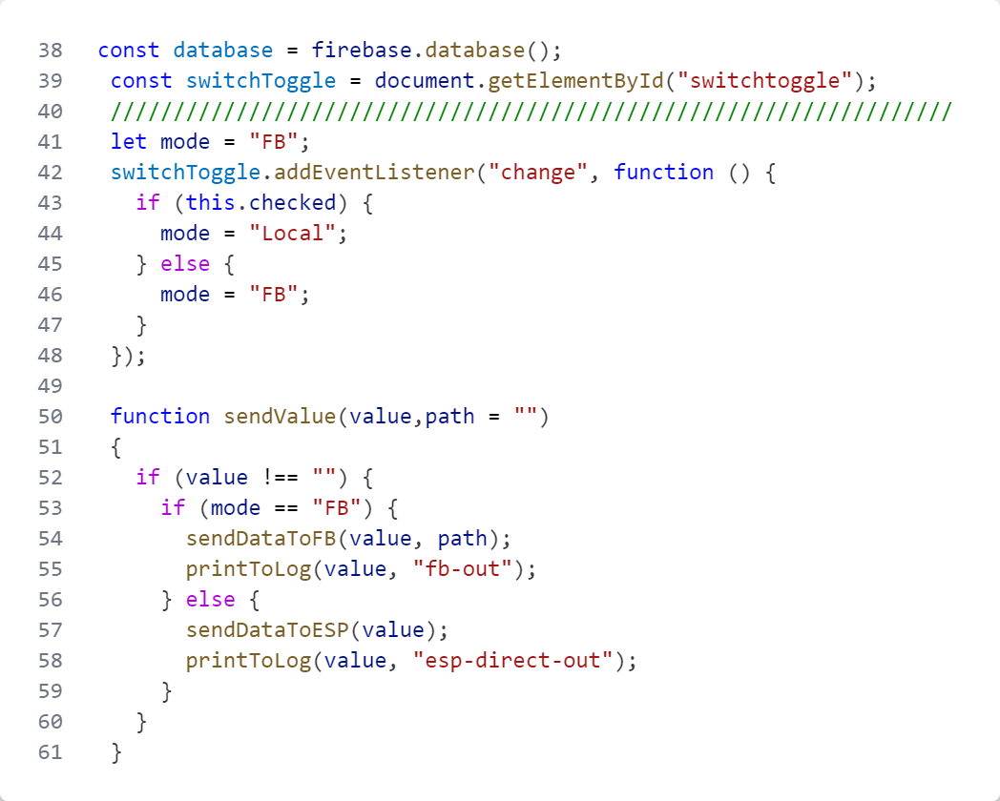 38 const database = firebase.database();
39 const switchToggle = document.getElementById("switchtoggle");
40 ///////////////////////////////////////////////////////////////////
41 let mode = "FB";
42 switchToggle.addEventListener("change", function () {
43 if (this.checked) {
44 mode = "Local";
45 } else {
46 mode = "FB";
47 }
48 });
49
50 function sendValue(value,path = "")
51 {
52 if (value !== "") {
53 if (mode == "FB") {
54 sendDataToFB(value, path);
55 printToLog(value, "fb-out");
56 } else {
57 sendDataToESP(value);
58 printToLog(value, "esp-direct-out");
59 }
60 }
61 }